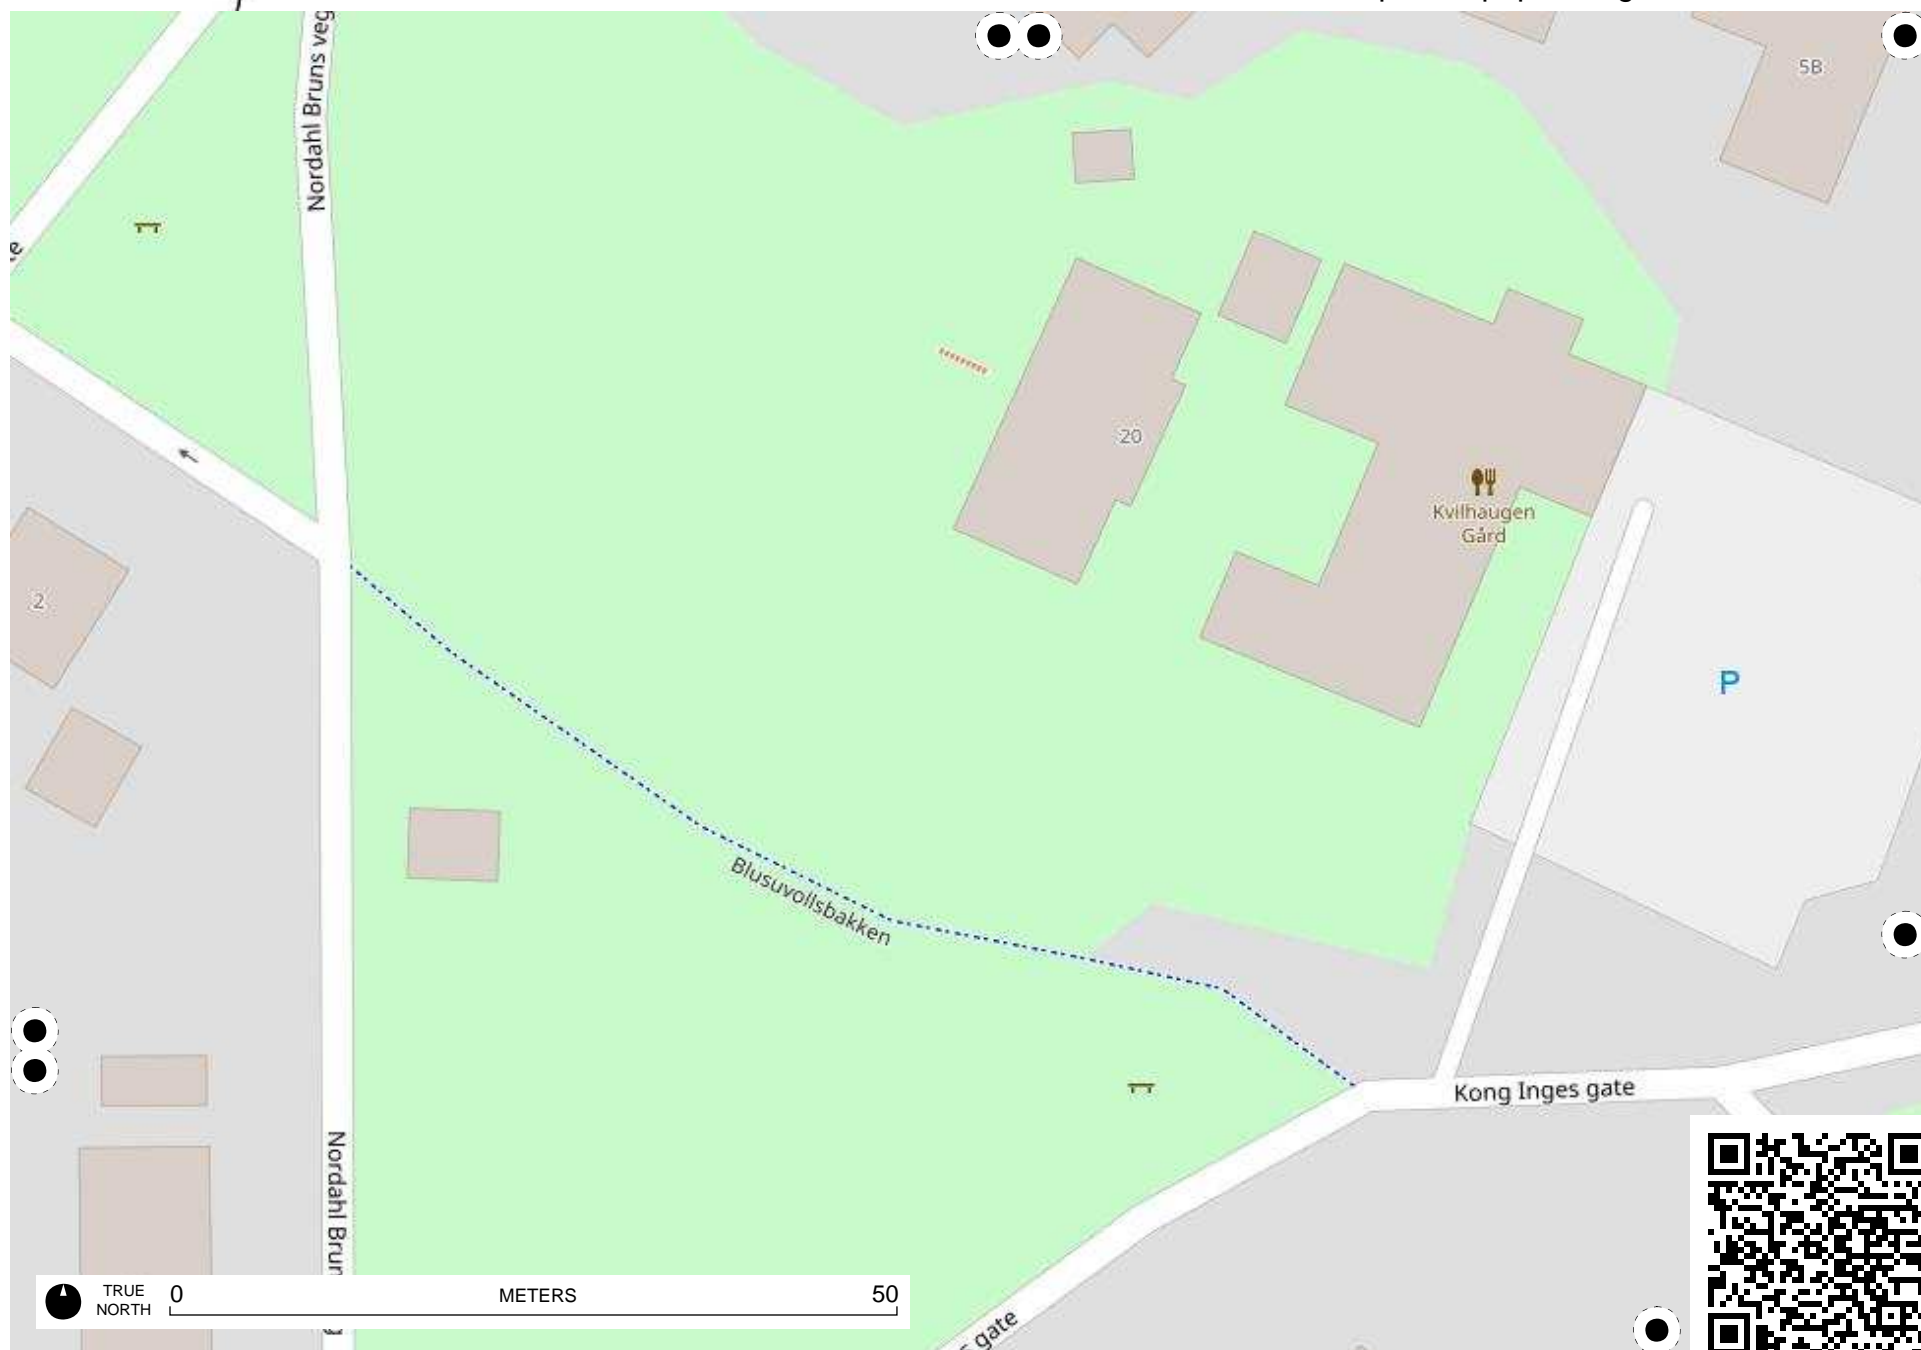 Nordahl Bruns veg
5B
20
Kvilhaugen
Gård
2
P
Blusuvollsbakken
Kong Inges gate
Nordahl Brun
TRUE
NORTH
0
METERS
50
gate